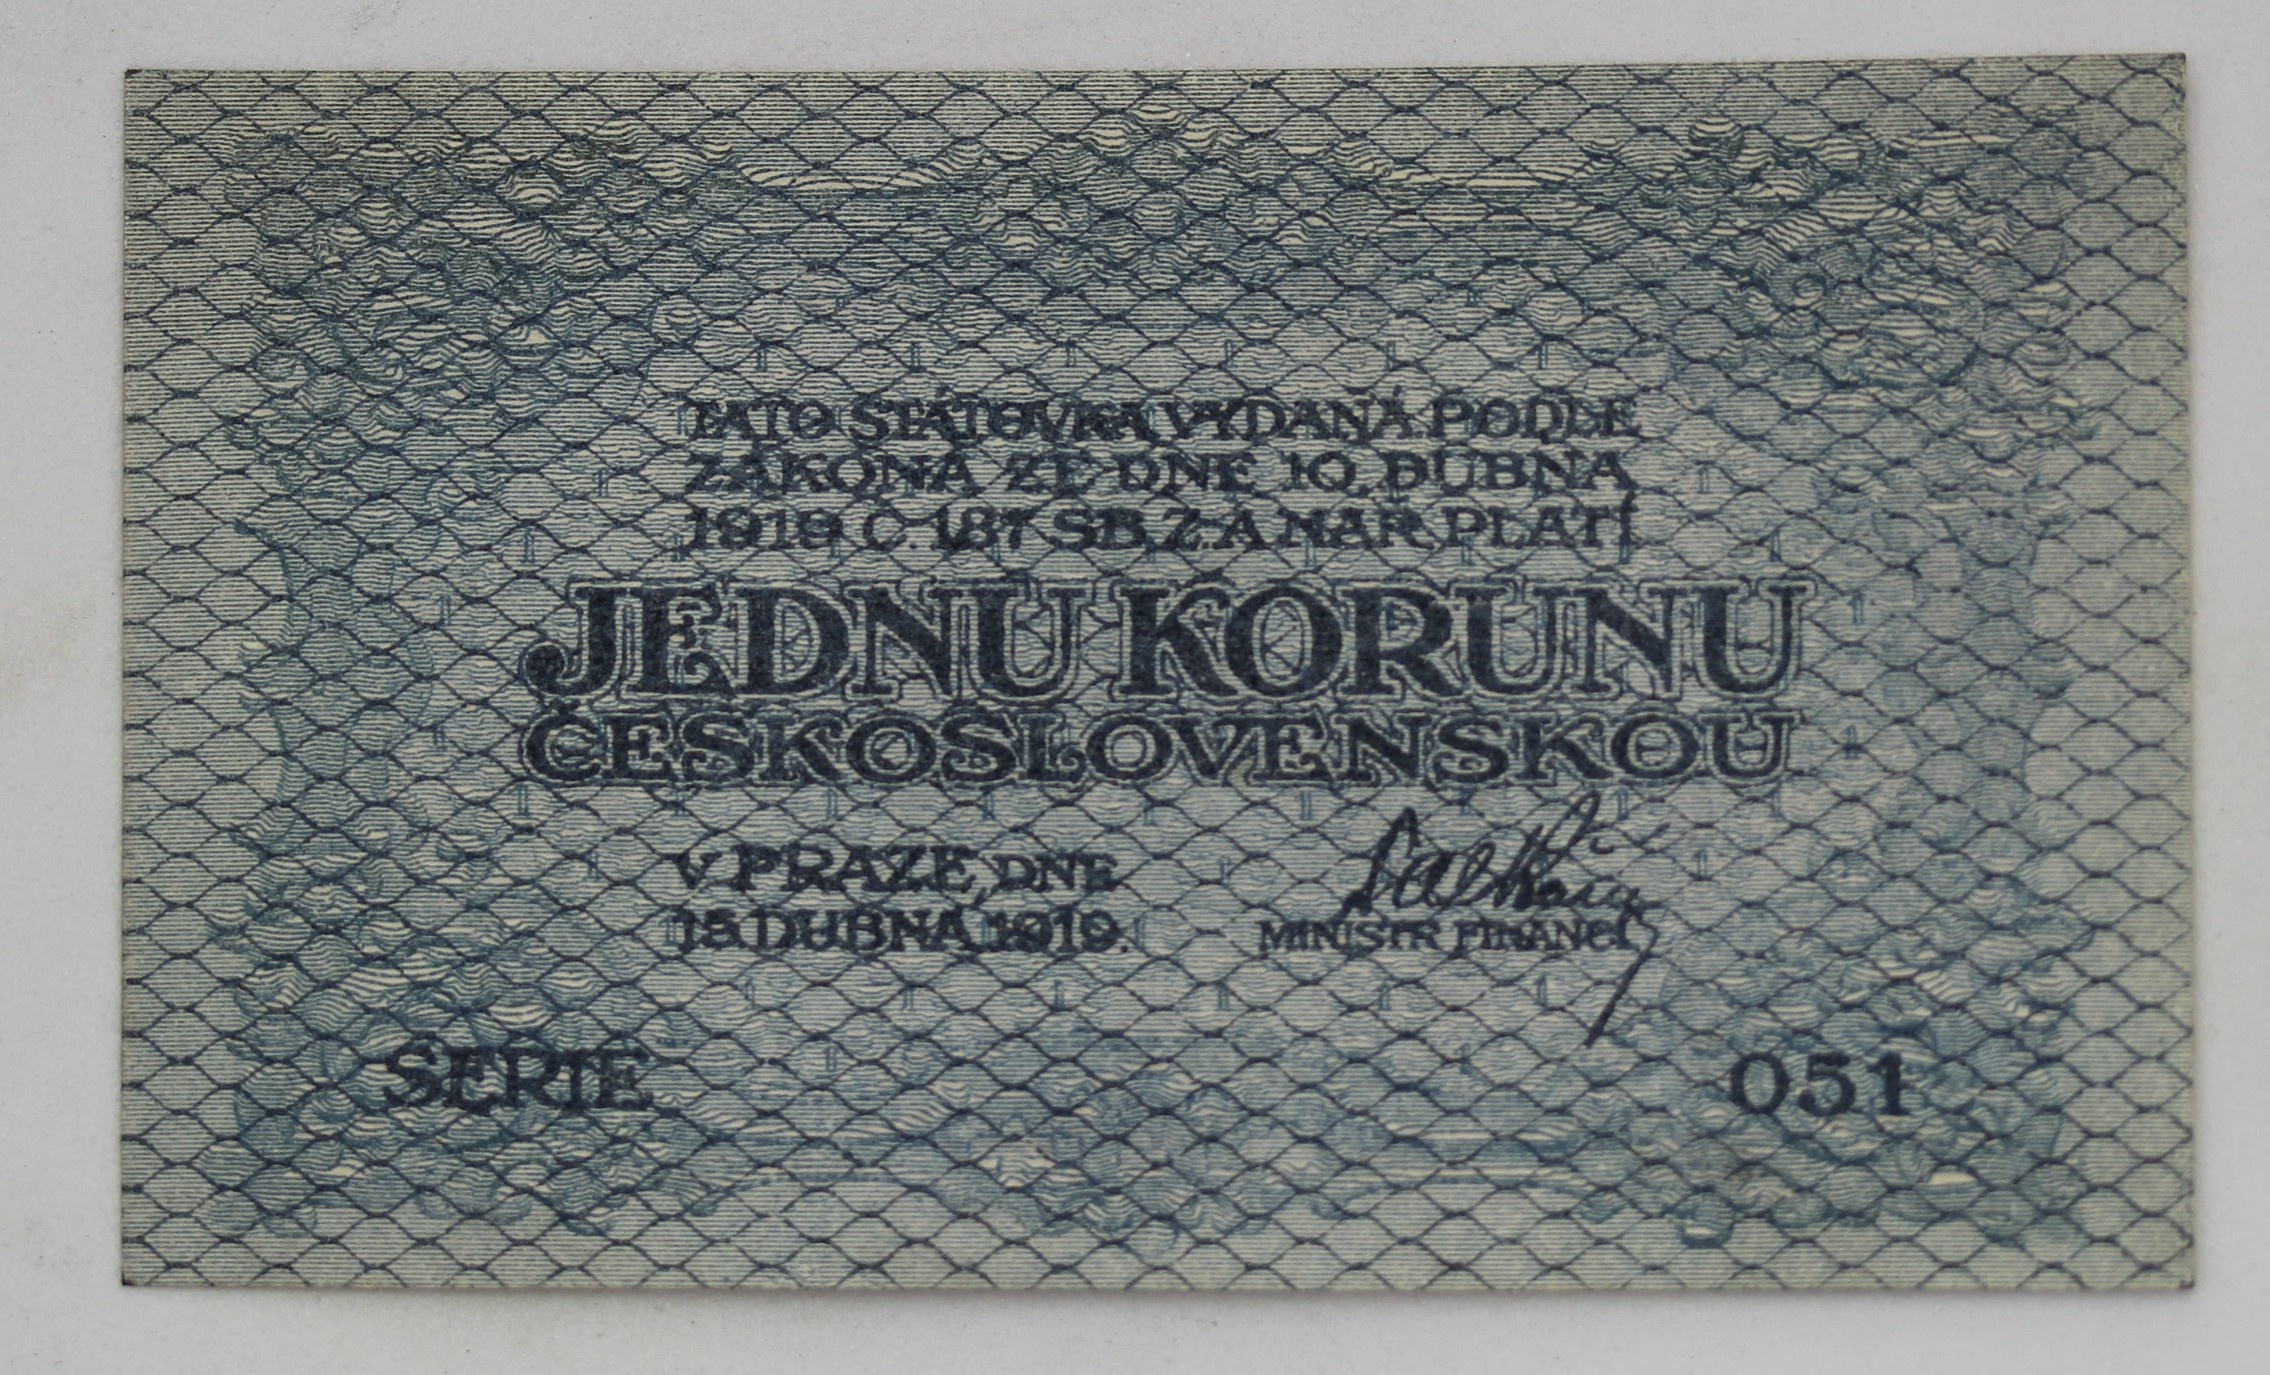 TATO STÁTOVKA VYDANÁ PODLE
ZÁKONA ZE DNE 10. DUBNA
1919 Č. 187 SB. Z. A NAŘ. PLATÍ
JEDNU KORUNU
ČESKOSLOVENSKOU
V PRAZE, DNE
15. DUBNA 1919.
MINISTR FINANCÍ
SERIE 051